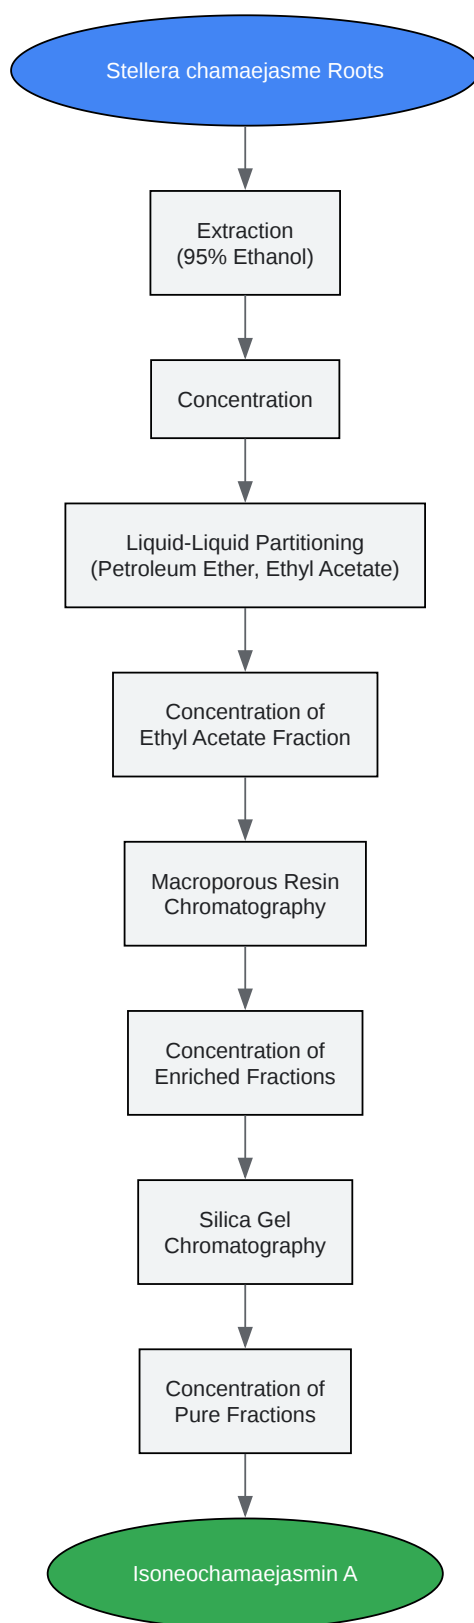 Stellera chamaejasme Roots
Extraction
(95% Ethanol)
Concentration
Liquid-Liquid Partitioning
(Petroleum Ether, Ethyl Acetate)
Concentration of
Ethyl Acetate Fraction
Macroporous Resin
Chromatography
Concentration of
Enriched Fractions
Silica Gel
Chromatography
Concentration of
Pure Fractions
Isoneochamaejasmin A